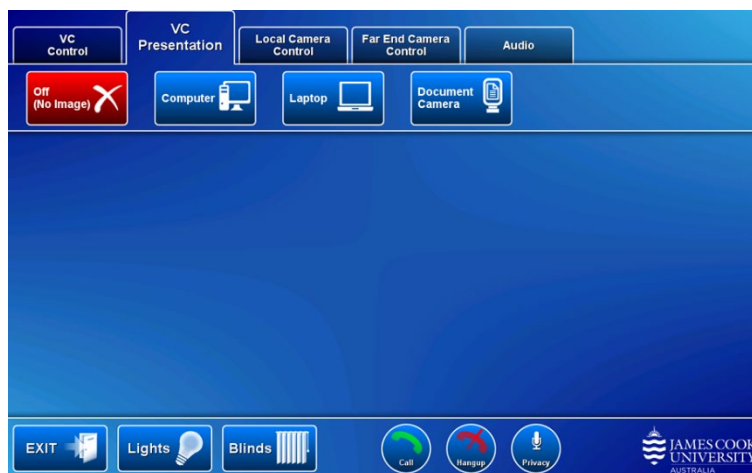 VC
Control
VC
Presentation
Local Camera
Control
Far End Camera
Control
Audio
Off
(No Image)
Computer
Laptop
Document
Camera
EXIT
Lights
Blinds
Call
Hangup
Privacy
JAMES COOK
UNIVERSITY
AUSTRALIA